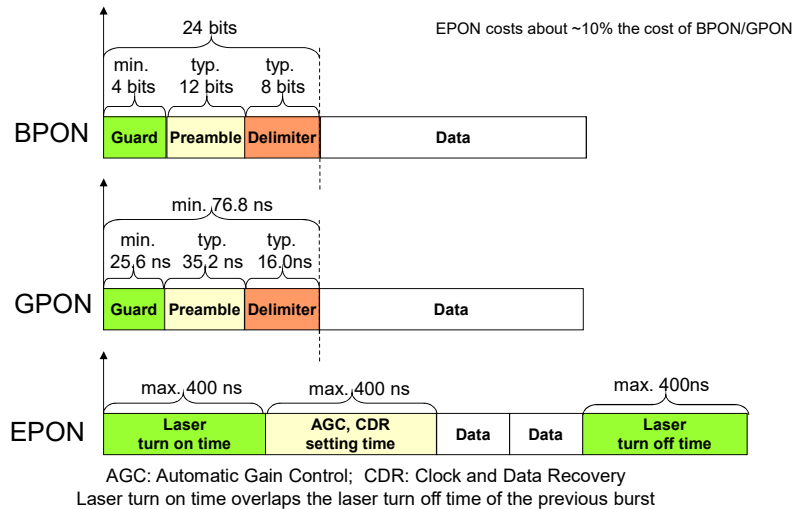 24 bits
EPON costs about ~10% the cost of BPON/GPON
min. typ. typ.
4 bits 12 bits 8 bits
BPON Guard Preamble Delimiter Data
min. 76.8 ns
min. typ. typ.
25.6 ns 35.2 ns 16.0ns
GPON Guard Preamble Delimiter Data
max. 400 ns max. 400 ns max. 400ns
EPON Laser turn on time AGC, CDR setting time Data Data Laser turn off time
AGC: Automatic Gain Control; CDR: Clock and Data Recovery
Laser turn on time overlaps the laser turn off time of the previous burst